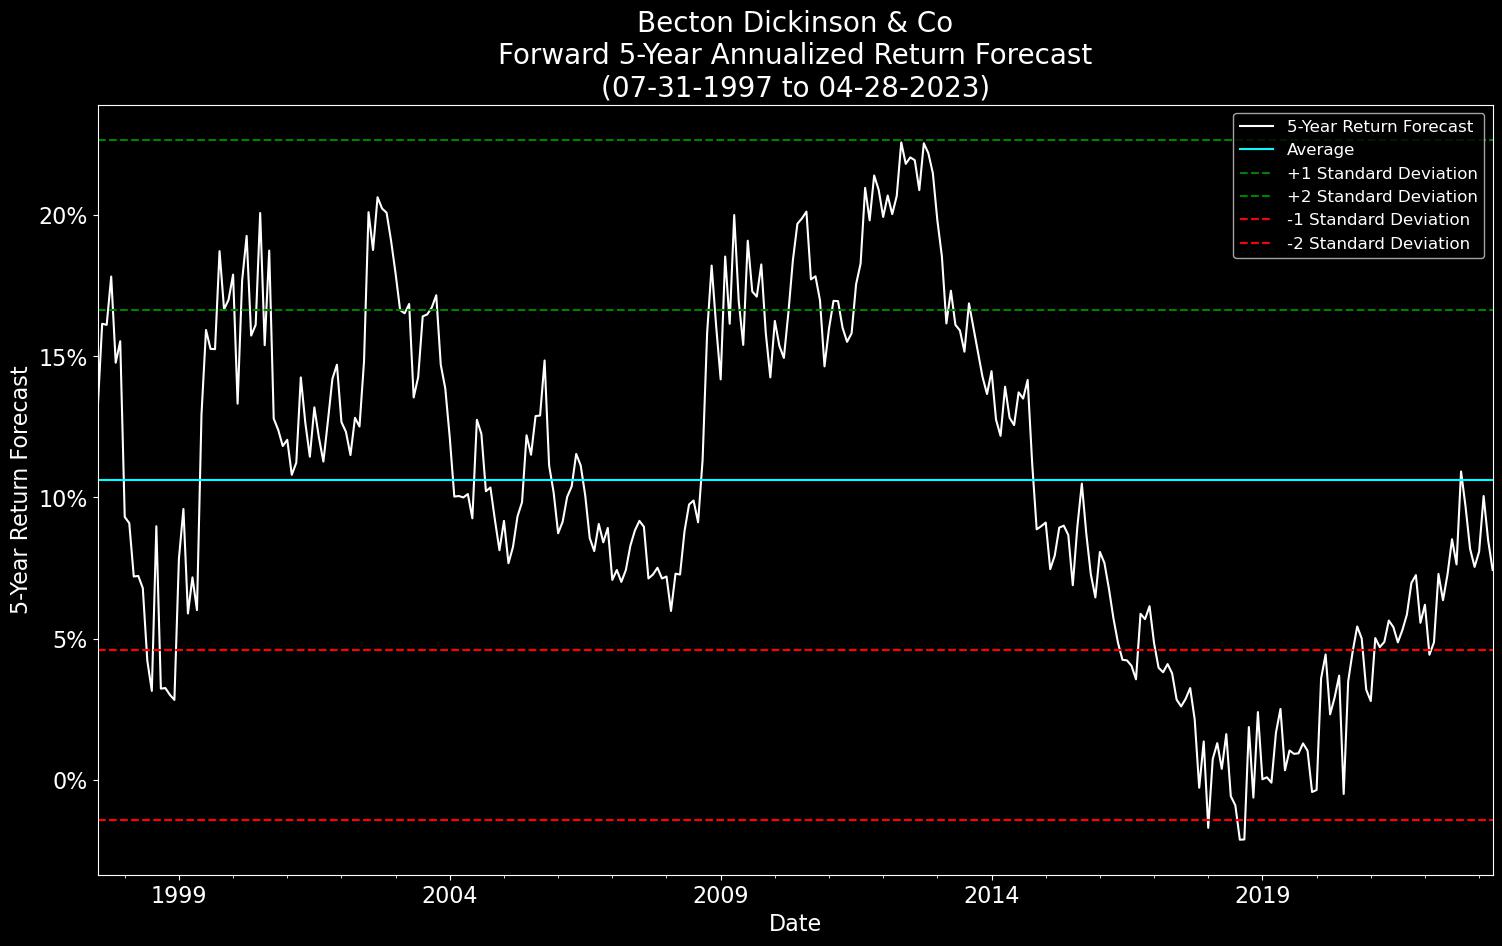 Becton Dickinson & Co
Forward 5-Year Annualized Return Forecast
(07-31-1997 to 04-28-2023)
5-Year Return Forecast
Average
+1 Standard Deviation
+2 Standard Deviation
-1 Standard Deviation
-2 Standard Deviation
5-Year Return Forecast
20%
15%
10%
5%
0%
1999
2004
2009
2014
2019
Date